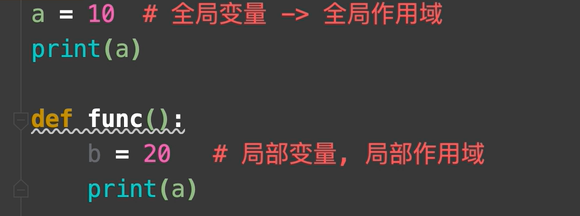 a = 10  # 全局变量 -> 全局作用域
print(a)
def func():
    b = 20   # 局部变量, 局部作用域
    print(a)